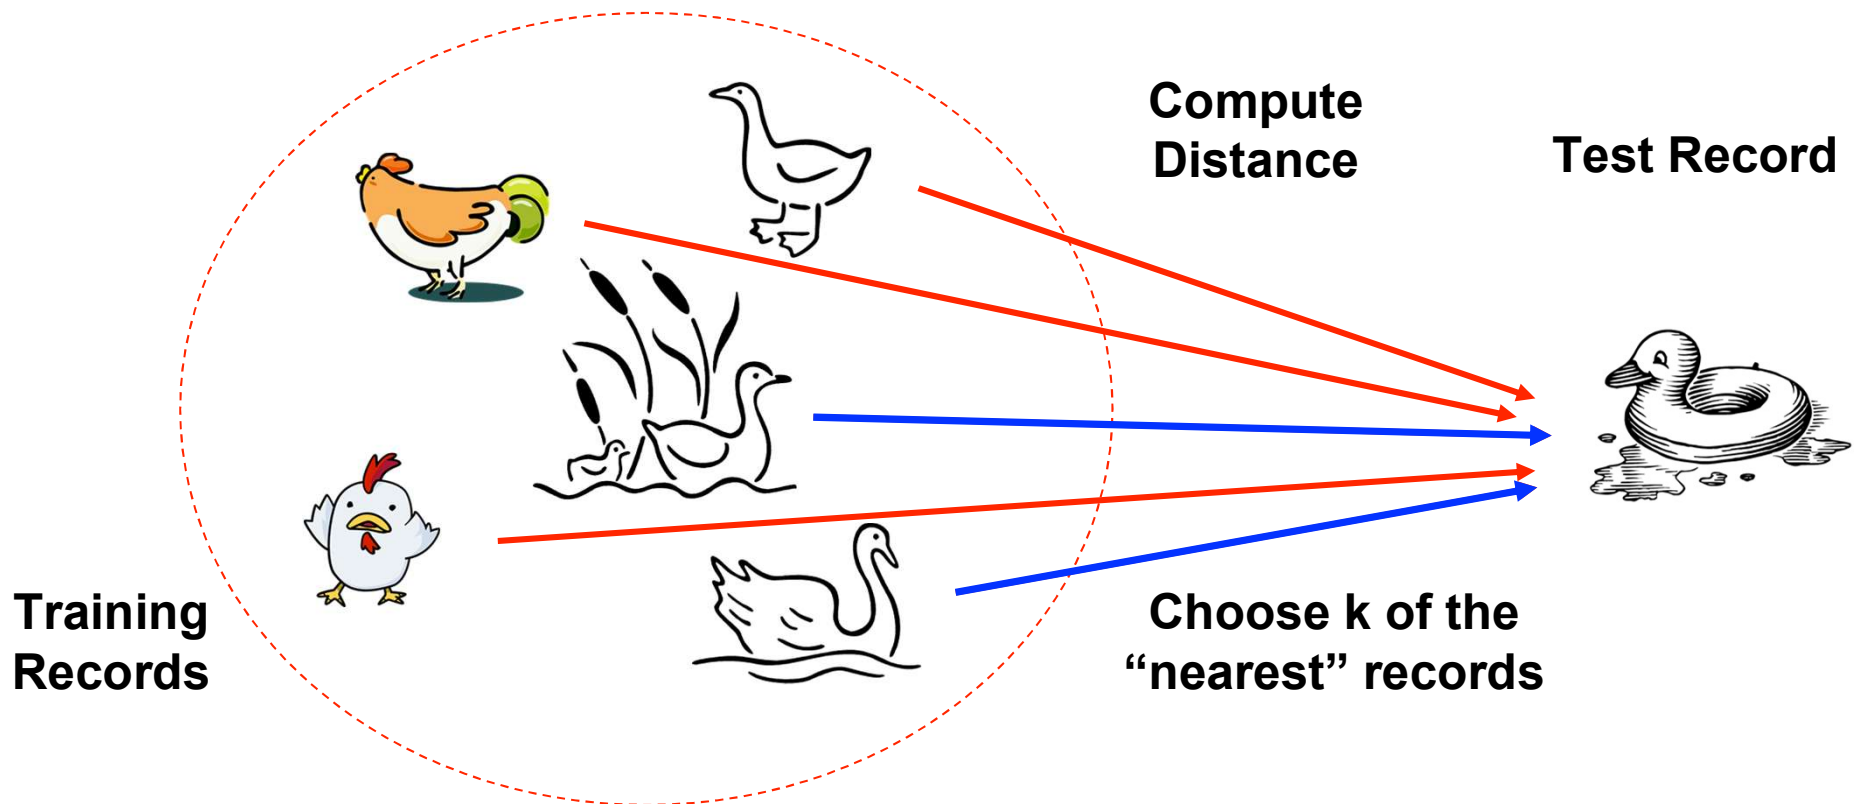 Compute
Distance
Test Record
Training
Records
Choose k of the
“nearest” records